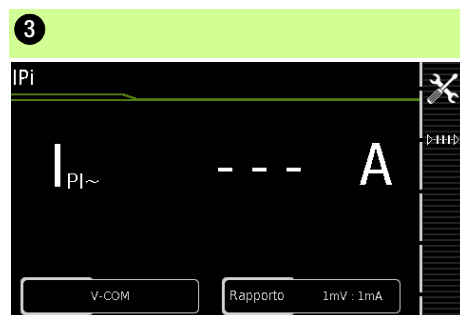 3
IPi
IPI~ - - - A
V-COM Rapporto 1mV : 1mA